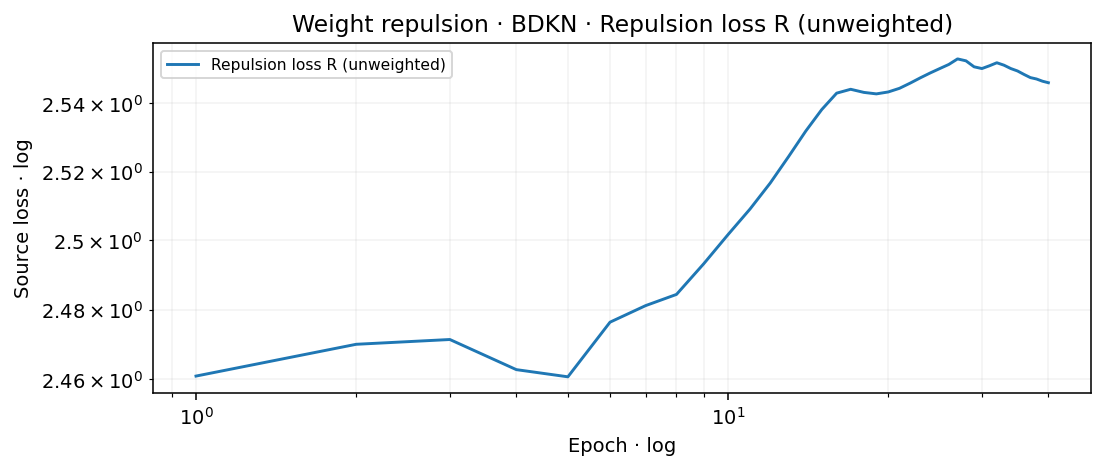 Weight repulsion · BDKN · Repulsion loss R (unweighted)
Repulsion loss R (unweighted)
Source loss · log
2.54 × 10⁰
2.52 × 10⁰
2.5 × 10⁰
2.48 × 10⁰
2.46 × 10⁰
10⁰
10¹
Epoch · log